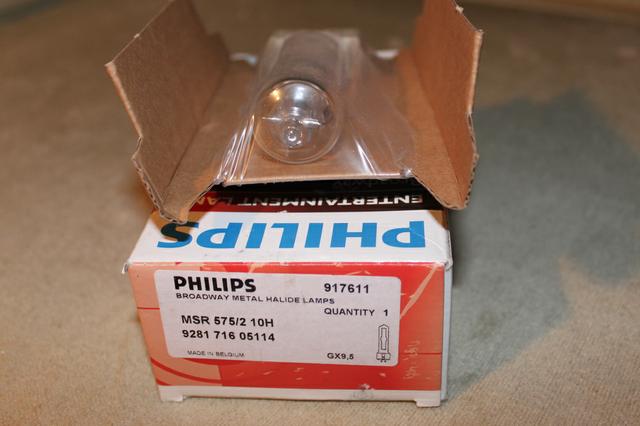 ENTERTAINMENT LAM
PHILIPS
PHILIPS 917611
BROADWAY METAL HALIDE LAMPS
QUANTITY 1
MSR 575/2 10H
9281 716 05114
MADE IN BELGIUM GX9,5